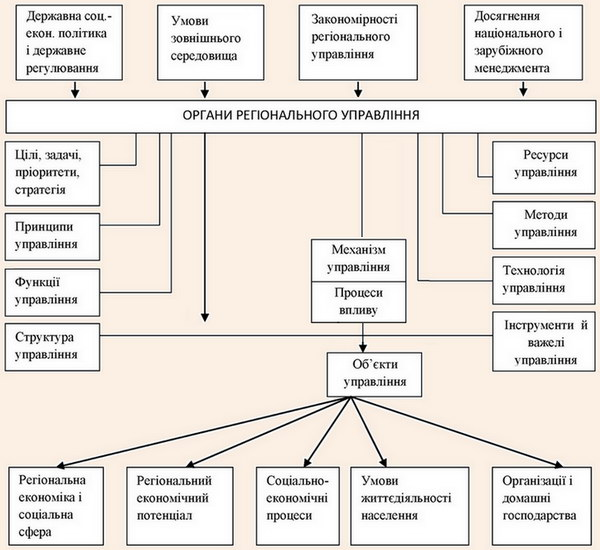 Державна соц.-
екон. політика
і державне
регулювання
Умови
зовнішнього
середовища
Закономірності
регіонального
управління
Досягнення
національного і
зарубіжного
менеджмента
ОРГАНИ РЕГІОНАЛЬНОГО УПРАВЛІННЯ
Цілі, задачі,
пріоритети,
стратегія
Принципи
управління
Функції
управління
Структура
управління
Механізм
управління
Процеси
впливу
Ресурси
управління
Методи
управління
Технологія
управління
Інструменти й
важелі
управління
Об’єкти
управління
Регіональна
економіка і
соціальна
сфера
Регіональний
економічний
потенціал
Соціально-
економічні
процеси
Умови
життєдіяльності
населення
Організації і
домашні
господарства